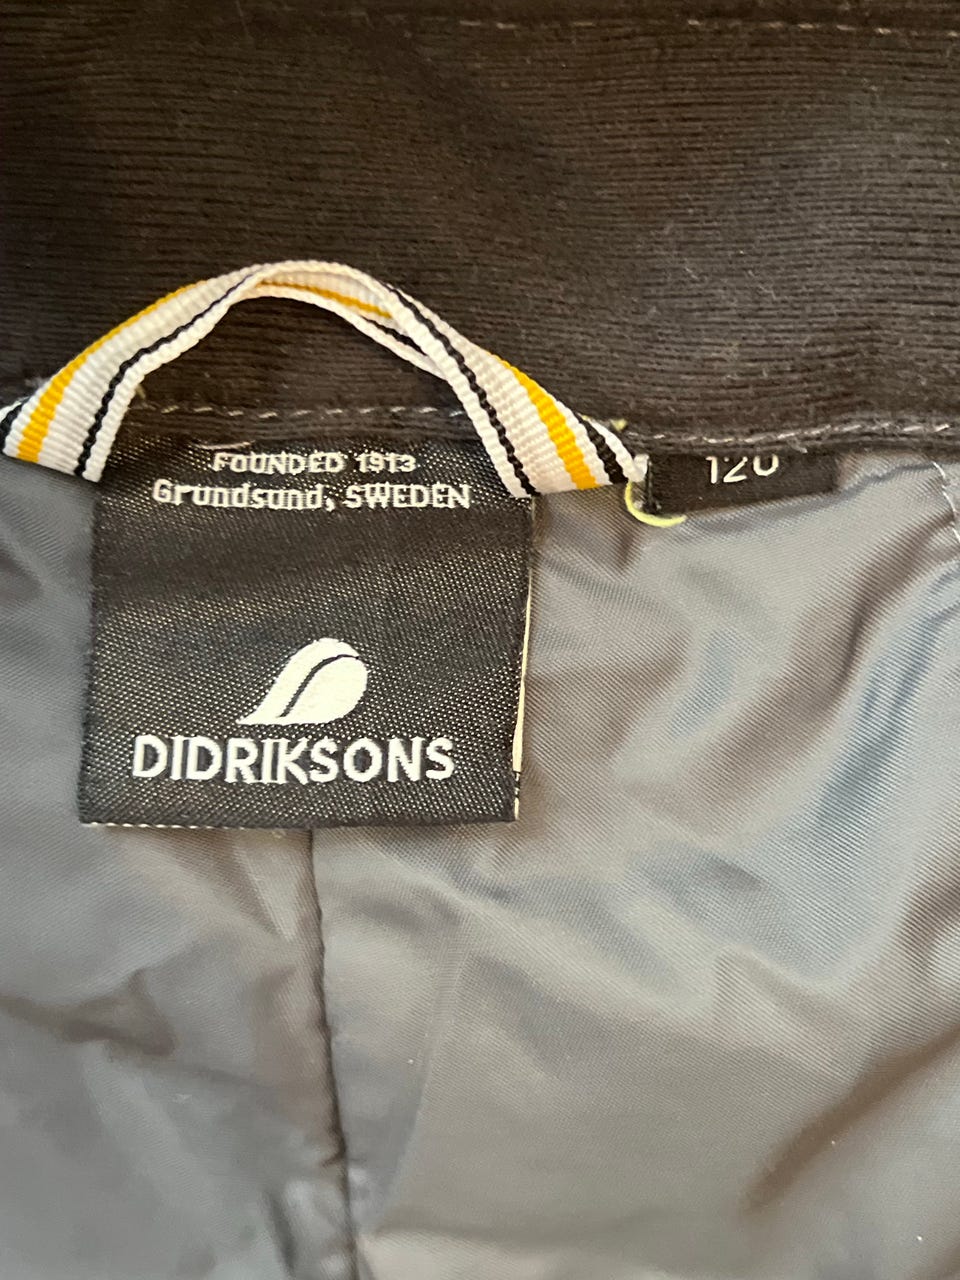 FOUNDED 1913
Grundsund, SWEDEN
120
DIDRIKSONS